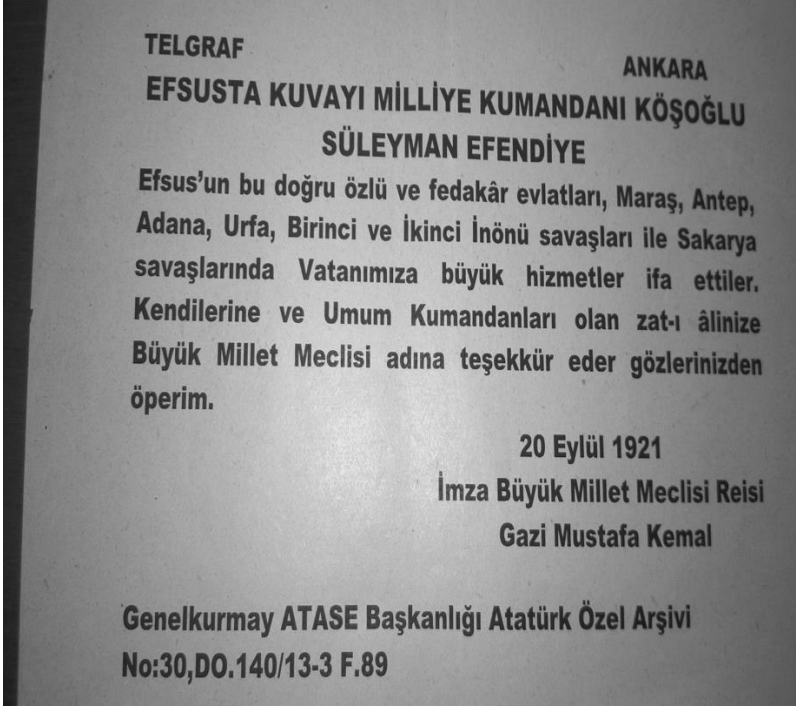 TELGRAF
ANKARA
EFSUSTA KUVAYI MİLLİYE KUMANDANI KÖŞOĞLU
SÜLEYMAN EFENDİYE
Efsus’un bu doğru özlü ve fedakâr evlatları, Maraş, Antep,
Adana, Urfa, Birinci ve İkinci İnönü savaşları ile Sakarya
savaşlarında Vatanımıza büyük hizmetler ifa ettiler.
Kendilerine ve Umum Kumandanları olan zat-ı âlinize
Büyük Millet Meclisi adına teşekkür eder gözlerinizden
öperim.
20 Eylül 1921
İmza Büyük Millet Meclisi Reisi
Gazi Mustafa Kemal
Genelkurmay ATASE Başkanlığı Atatürk Özel Arşivi
No:30,DO.140/13-3 F.89